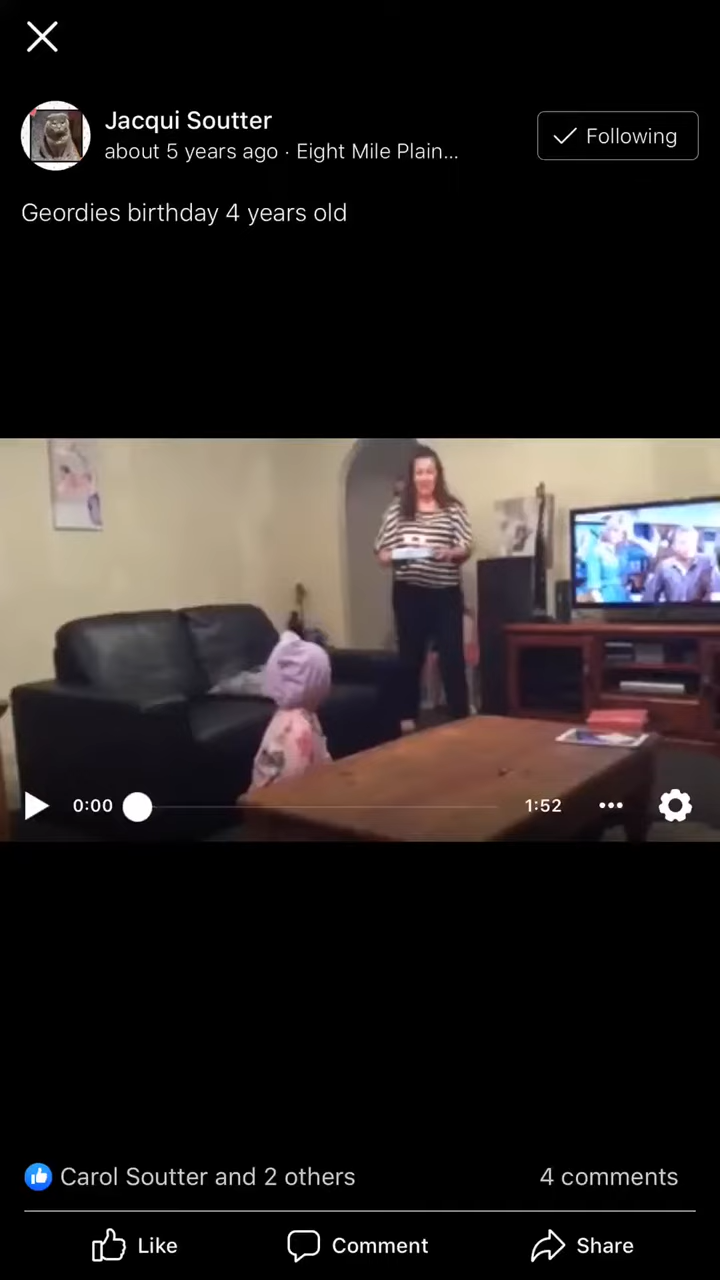 Jacqui Soutter
about 5 years ago · Eight Mile Plain...
Following
Geordies birthday 4 years old
0:00
1:52
Carol Soutter and 2 others
4 comments
Like
Comment
Share